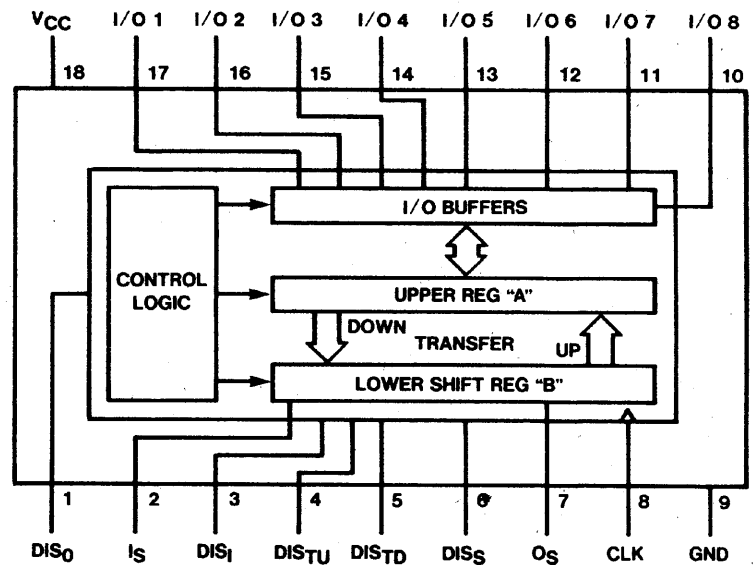 VCC I/O 1 I/O 2 I/O 3 I/O 4 I/O 5 I/O 6 I/O 7 I/O 8
18 17 16 15 14 13 12 11 10
I/O BUFFERS
CONTROL
LOGIC
UPPER REG "A"
DOWN
TRANSFER
UP
LOWER SHIFT REG "B"
1 2 3 4 5 6 7 8 9
DISO IS DISI DISTU DISTD DISS OS CLK GND